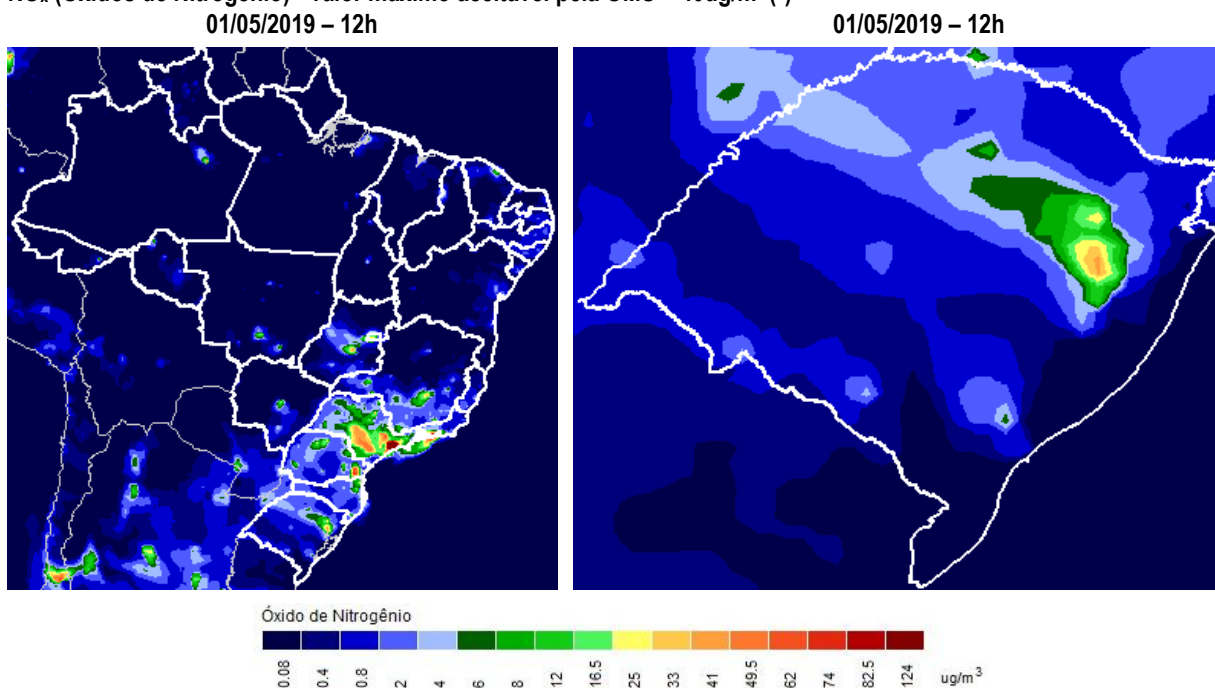 01/05/2019 – 12h
01/05/2019 – 12h
Óxido de Nitrogênio
0.08 0.4 0.8 2 4 6 8 12 16.5 25 33 41 49.5 62 74 82.5 124 ug/m³